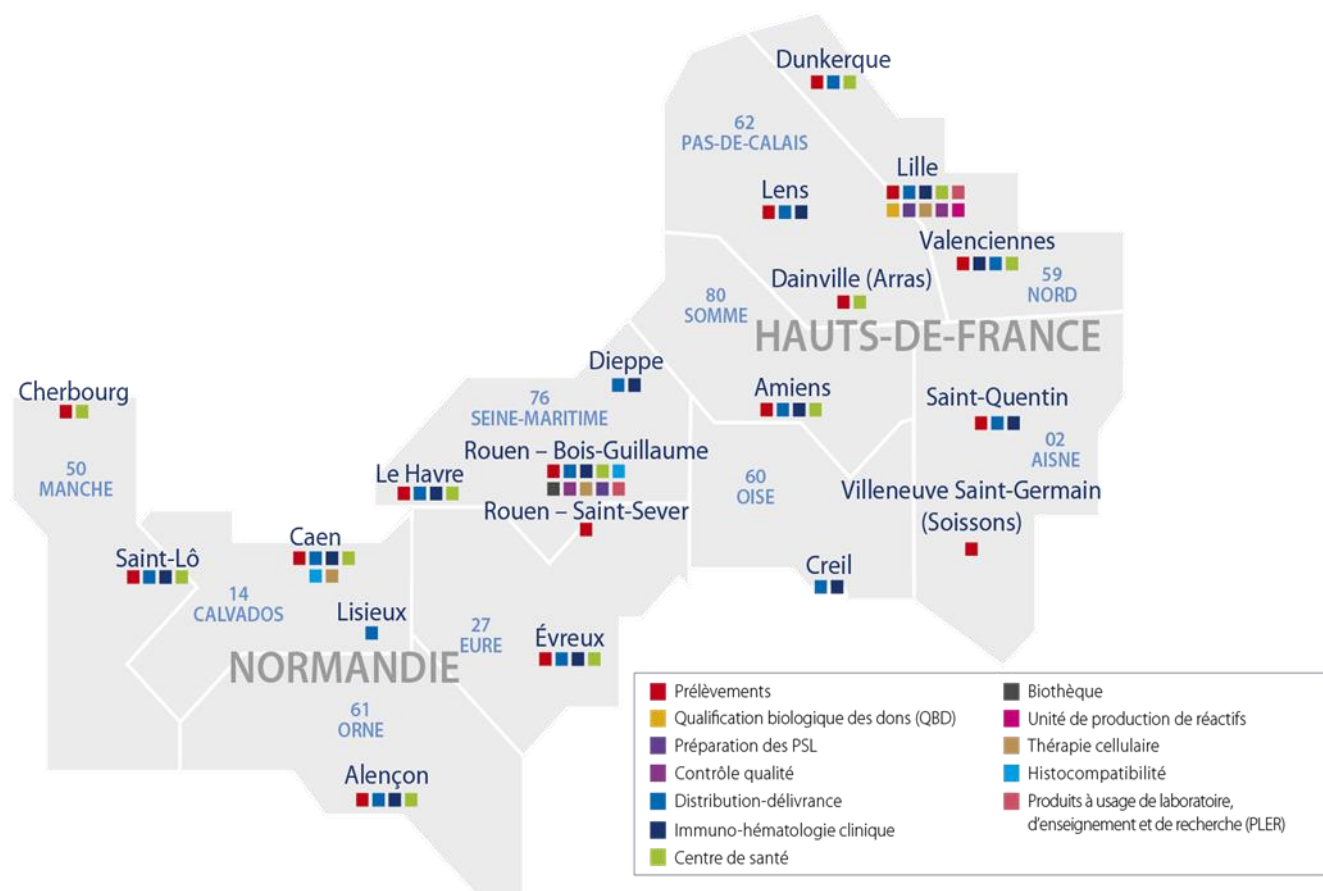 Dunkerque
62
PAS-DE-CALAIS
Lille
Lens
Valenciennes
Dainville (Arras)
59
NORD
80
SOMME
HAUTS-DE-FRANCE
Dieppe
Cherbourg
76
SEINE-MARITIME
Amiens
Saint-Quentin
02
AISNE
Rouen – Bois-Guillaume
50
MANCHE
Le Havre
60
OISE
Villeneuve Saint-Germain
(Soissons)
Rouen – Saint-Sever
Caen
Saint-Lô
Creil
14
CALVADOS
Lisieux
27
EURE
Évreux
NORMANDIE
61
ORNE
Alençon
Prélèvements
Qualification biologique des dons (QBD)
Préparation des PSL
Contrôle qualité
Distribution-délivrance
Immuno-hématologie clinique
Centre de santé
Biothèque
Unité de production de réactifs
Thérapie cellulaire
Histocompatibilité
Produits à usage de laboratoire,
d'enseignement et de recherche (PLER)